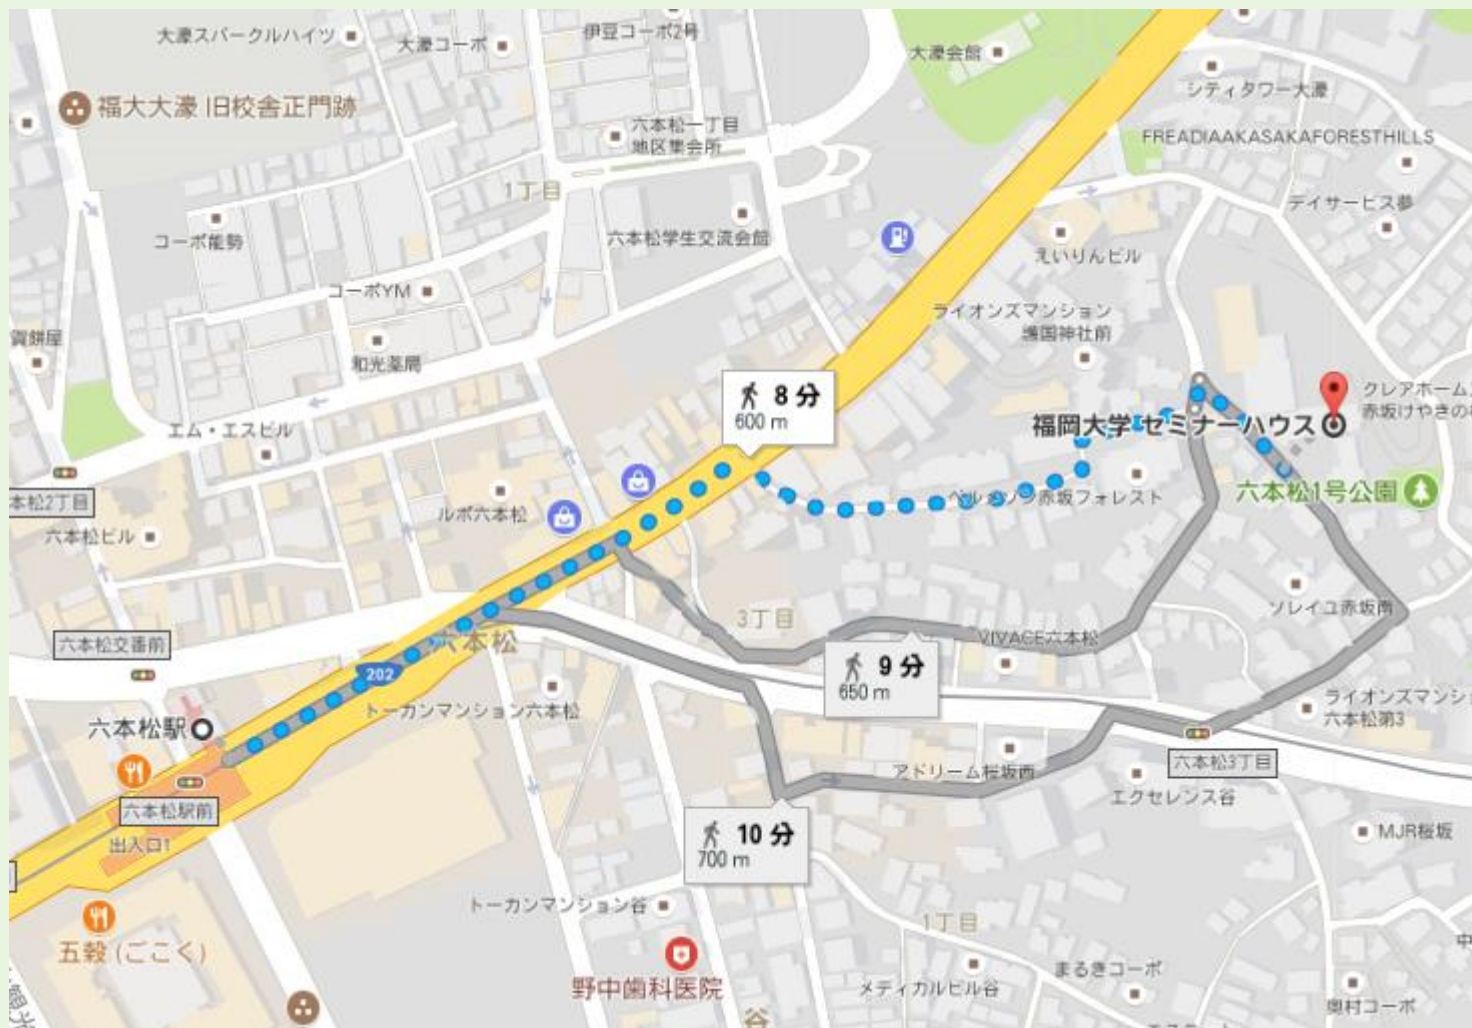 大濠スパークルハイツ
大濠コーポ
伊豆コーポ2号
大濠会館
シティタワー大濠
福大大濠 旧校舎正門跡
六本松一丁目
地区集会所
FREADIAAKASAKAFORESTHILLS
1丁目
デイサービス夢
コーポ能勢
六本松学生交流会館
えいりんビル
コーポYM
ライオンズマンション
護国神社前
賀餅屋
和光薬局
8 分
600 m
クレアホーム
赤坂けやきの
福岡大学 セミナーハウス
エム・エスビル
本松2丁目
ルポ六本松
六本松1号公園
六本松ビル
3丁目
ソレイユ赤坂南
六本松交番前
六本松
VIVACE六本松
202
9 分
650 m
トーカンマンション六本松
ライオンズマンシ
六本松第3
六本松駅
六本松3丁目
アドリーム桜坂西
エクセレンス谷
六本松駅前
出入口1
10 分
700 m
MJR桜坂
トーカンマンション谷
1丁目
五穀 (ごこく)
まるきコーポ
野中歯科医院
メディカルビル谷
奥村コーポ
谷
観光
中